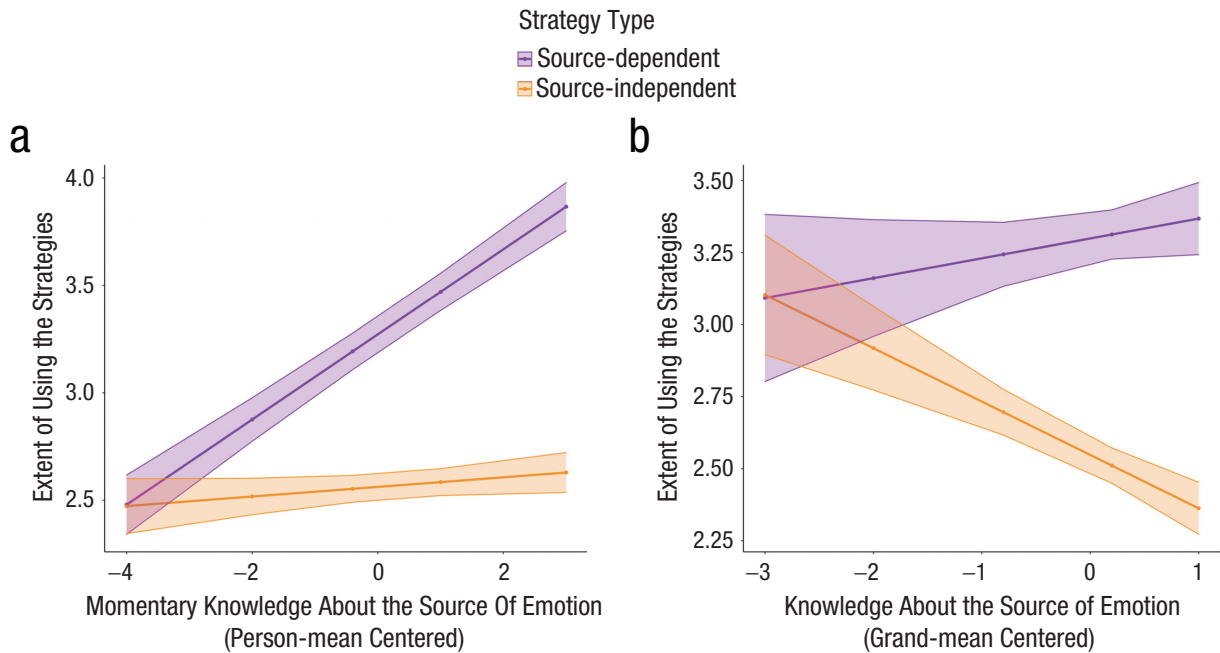 Strategy Type
Source-dependent
Source-independent
a
Extent of Using the Strategies
4.0
3.5
3.0
2.5
−4
−2
0
2
Momentary Knowledge About the Source Of Emotion
(Person-mean Centered)
b
Extent of Using the Strategies
3.50
3.25
3.00
2.75
2.50
2.25
−3
−2
−1
0
1
Knowledge About the Source of Emotion
(Grand-mean Centered)